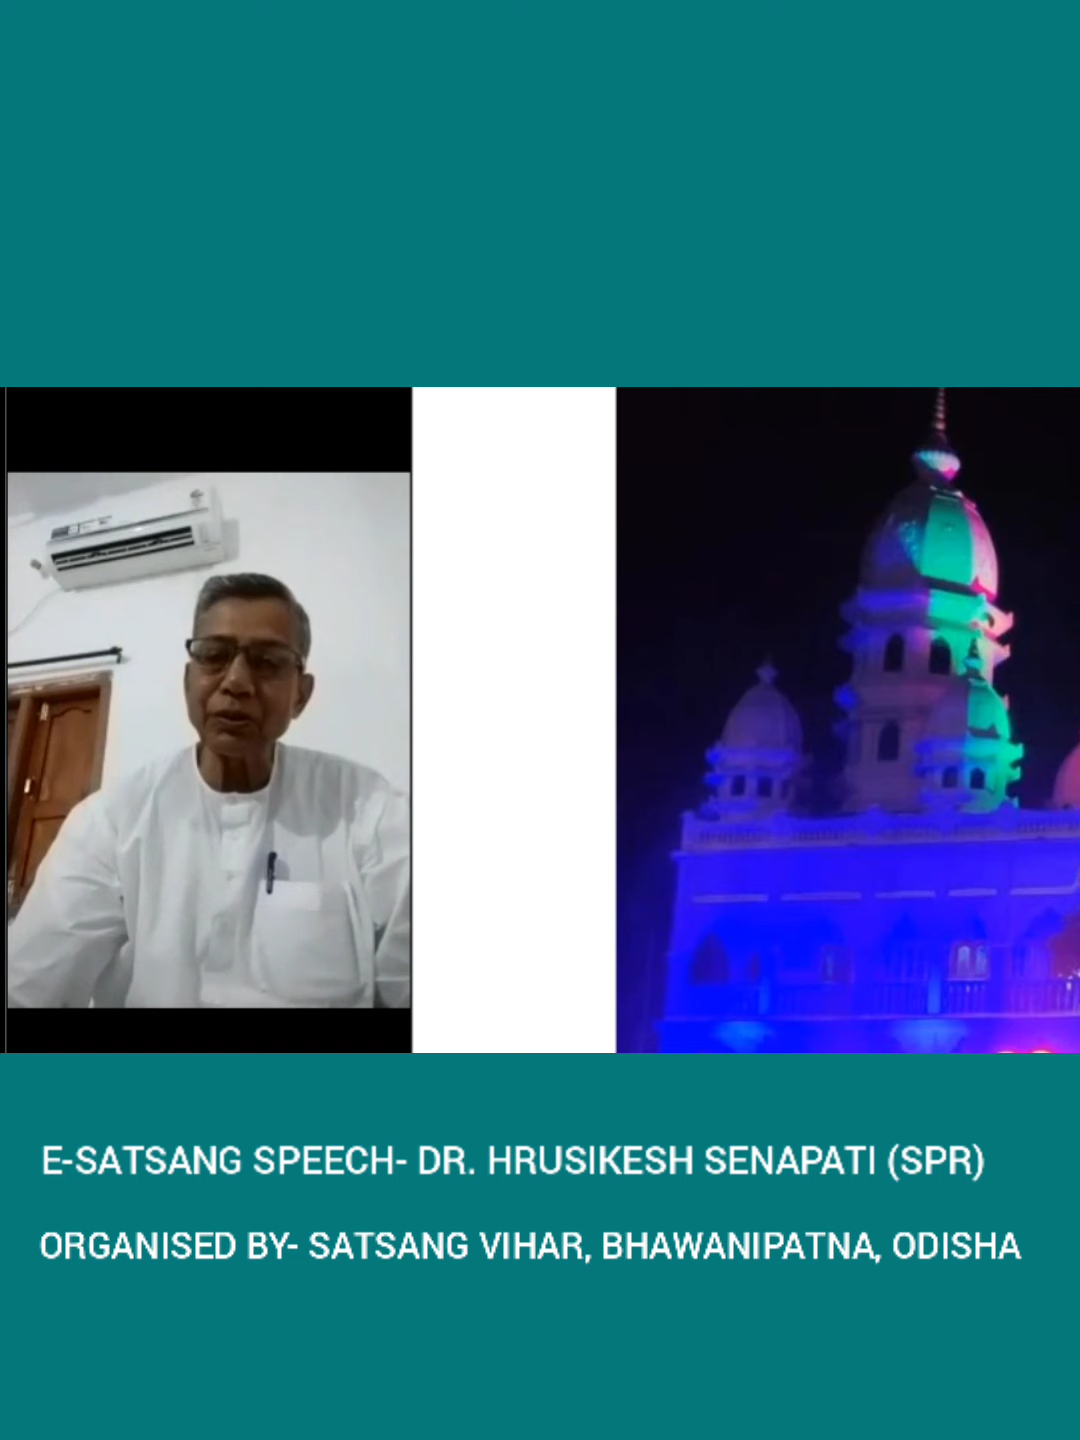 E-SATSANG SPEECH- DR. HRUSIKESH SENAPATI (SPR)
ORGANISED BY- SATSANG VIHAR, BHAWANIPATNA, ODISHA